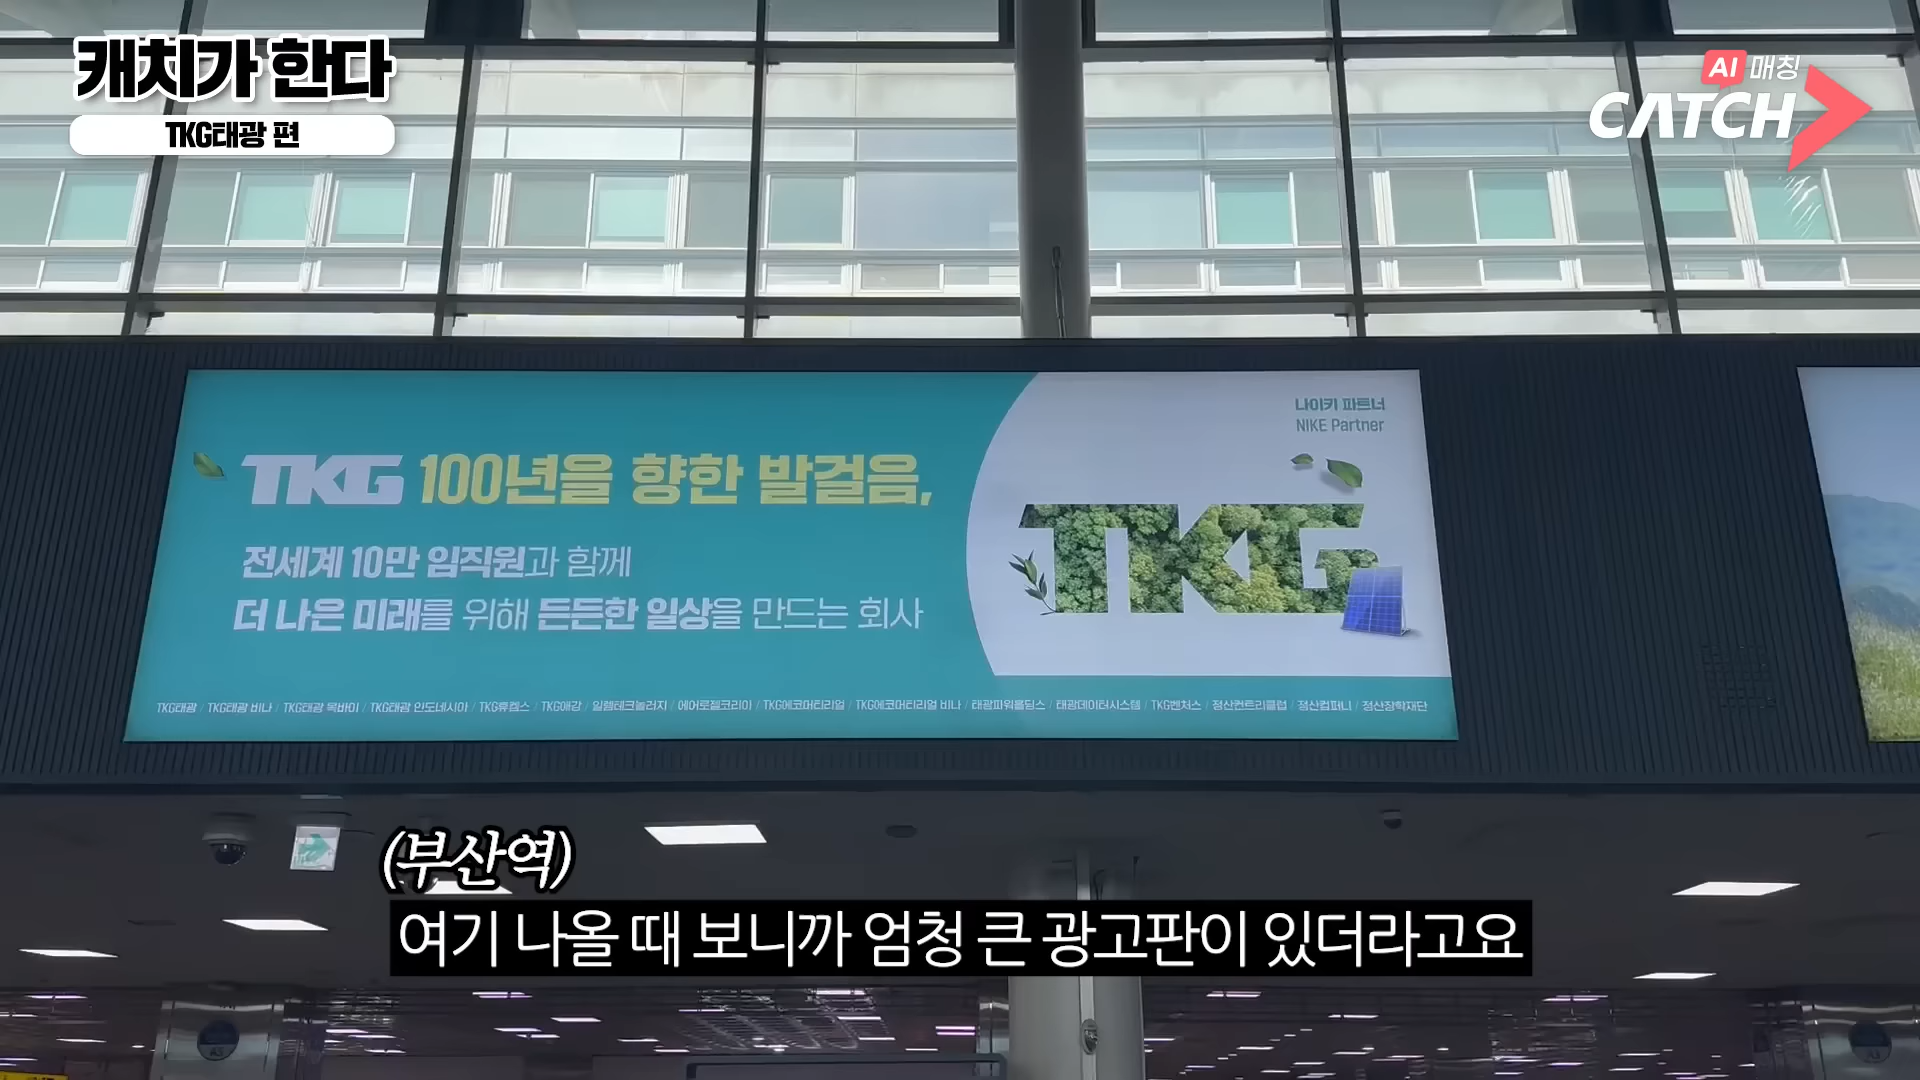 캐치가 한다
TKG태광 편
AI 매칭
CATCH
나이키 파트너
NIKE Partner
TKG 100년을 향한 발걸음,
전세계 10만 임직원과 함께
더 나은 미래를 위해 든든한 일상을 만드는 회사
TKG
TKG태광 / TKG태광 비나 / TKG태광 목바이 / TKG태광 인도네시아 / TKG휴켐스 / TKG애강 / 일렘테크놀러지 / 에어로젤코리아 / TKG에코머티리얼 / TKG에코머티리얼 비나 / 태광파워홀딩스 / 태광데이터시스템 / TKG벤처스 / 정산컨트리클럽 / 정산컴퍼니 / 정산장학재단
(부산역)
여기 나올 때 보니까 엄청 큰 광고판이 있더라고요